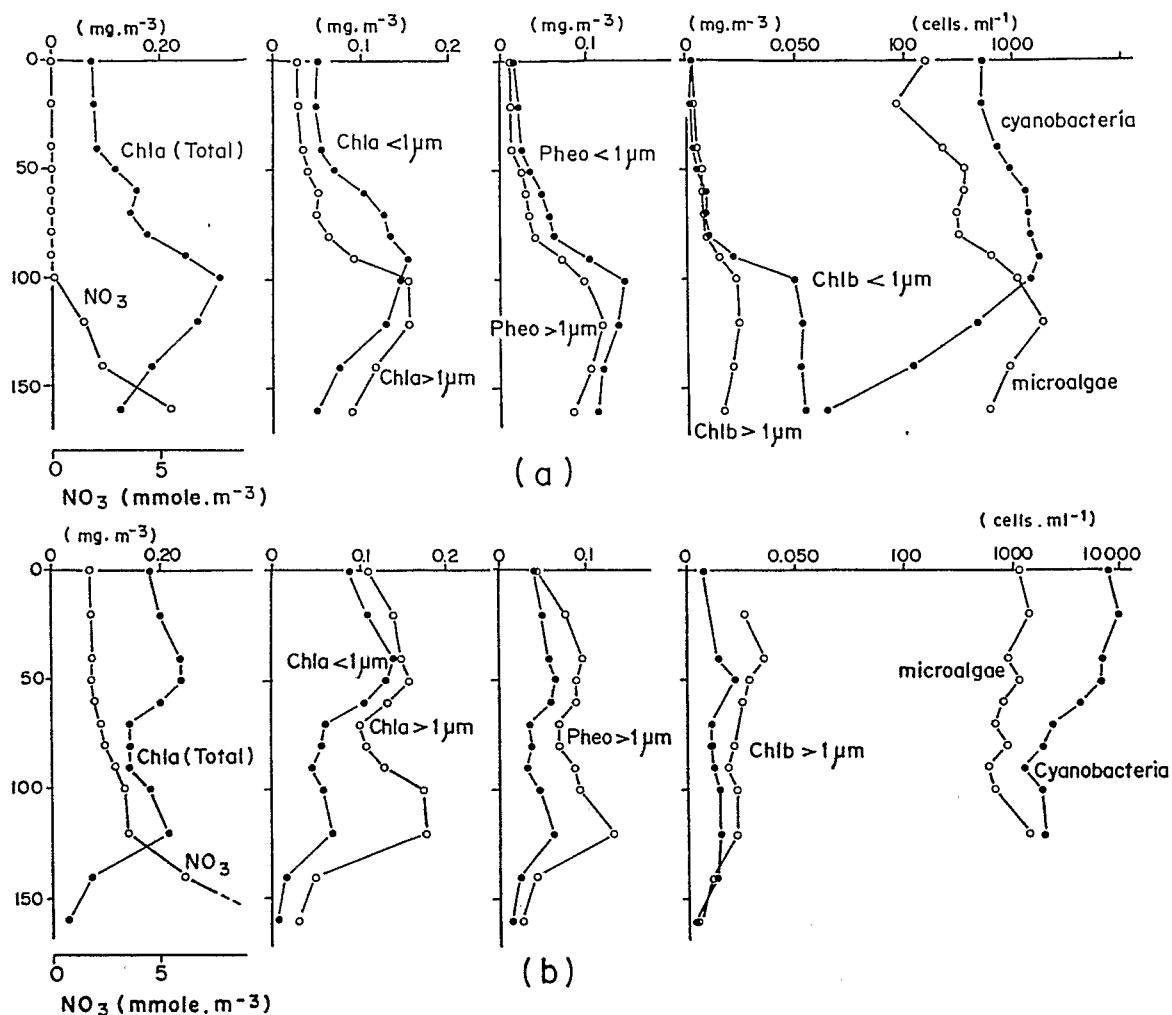 (mg.m⁻³) (mg.m⁻³) (mg.m⁻³) (mg.m⁻³) (cells.ml⁻¹)
0 0.20 0 0.1 0.2 0 0.1 0 0.050 100 1000
0
50
100
150
Chla (Total)
NO₃
Chla < 1µm
Chla > 1µm
Pheo < 1µm
Pheo > 1µm
Chlb < 1µm
Chlb > 1µm
cyanobacteria
microalgae
0 5
NO₃ (mmole.m⁻³)
(a)
(mg.m⁻³) (cells.ml⁻¹)
0 0.20 0 0.1 0.2 0 0.1 0 0.050 100 1000 10000
0
50
100
150
Chla (Total)
NO₃
Chla < 1µm
Chla > 1µm
Pheo > 1µm
Chlb > 1µm
microalgae
Cyanobacteria
0 5
NO₃ (mmole.m⁻³)
(b)